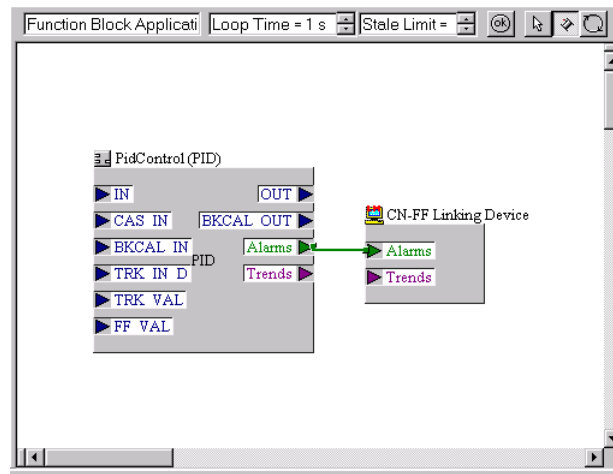 Function Block Applicati Loop Time = 1 s Stale Limit = ok
PidControl (PID)
IN OUT
CAS IN BKCAL OUT
CN-FF Linking Device
BKCAL IN Alarms
Alarms
PID
TRK IN D Trends
Trends
TRK VAL
FF VAL